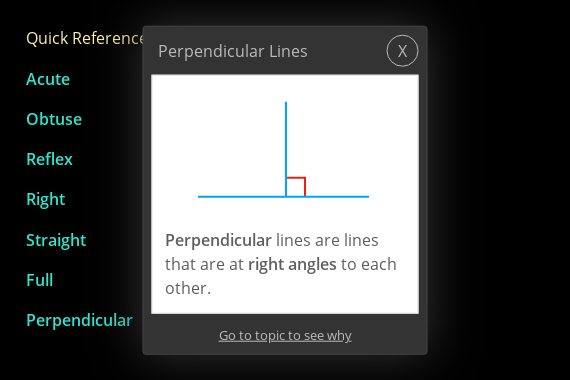 Quick Reference
Perpendicular Lines
X
Acute
Obtuse
Reflex
Right
Straight
Full
Perpendicular
Perpendicular lines are lines
that are at right angles to each
other.
Go to topic to see why